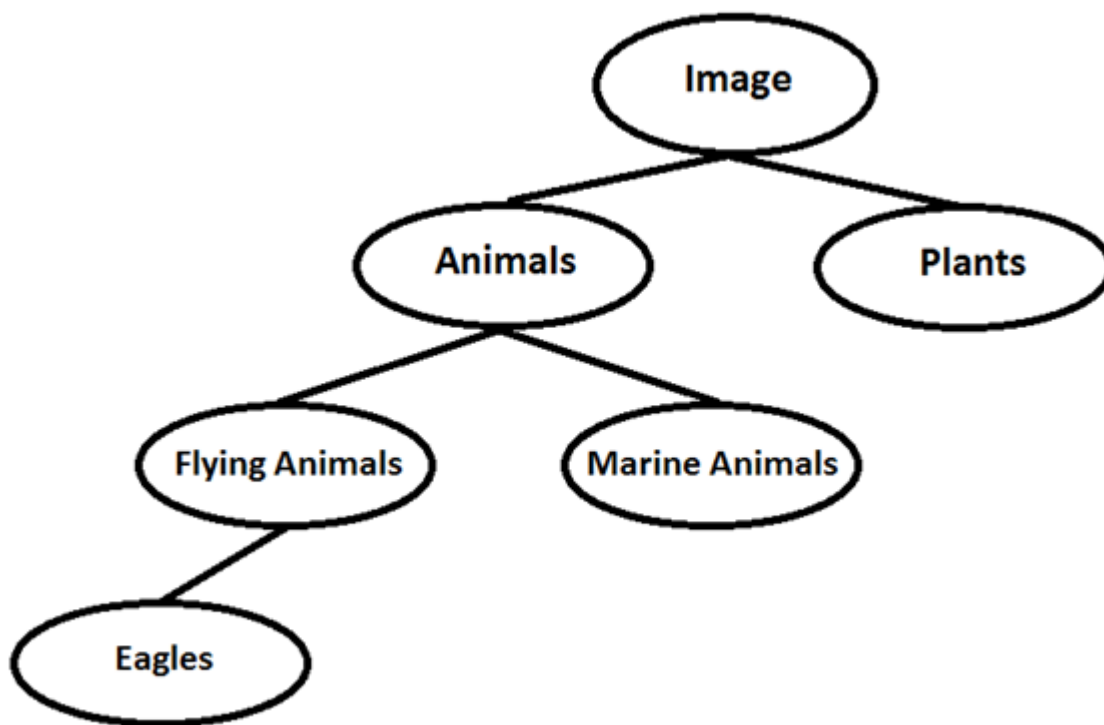 Image
Animals
Plants
Flying Animals
Marine Animals
Eagles